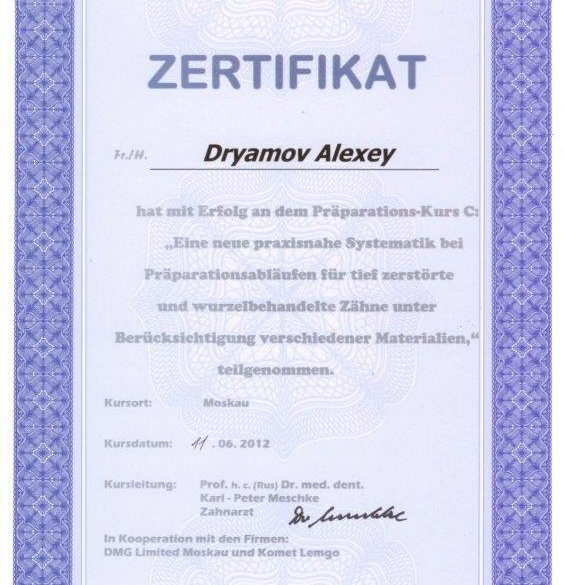 ZERTIFIKAT
Fr./H. Dryamov Alexey
hat mit Erfolg an dem Präparations-Kurs C:
„Eine neue praxisnahe Systematik bei
Präparationsabläufen für tief zerstörte
und wurzelbehandelte Zähne unter
Berücksichtigung verschiedener Materialien,“
teilgenommen.
Kursort: Moskau
Kursdatum: 11.06.2012
Kursleitung: Prof. h. c. (Rus) Dr. med. dent.
Karl - Peter Meschke
Zahnarzt
In Kooperation mit den Firmen:
DMG Limited Moskau und Komet Lemgo